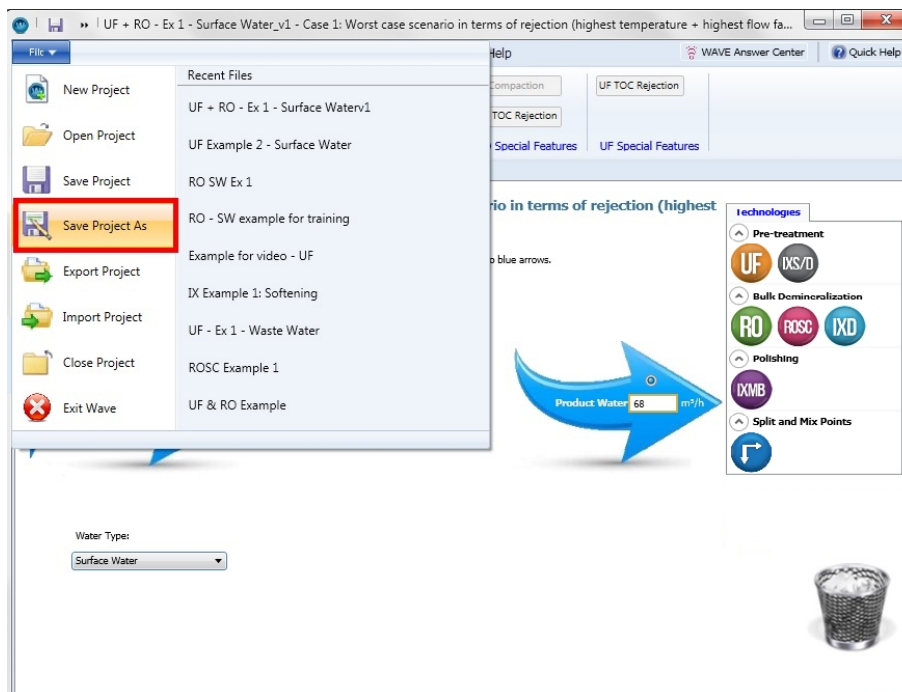 UF + RO - Ex 1 - Surface Water_v1 - Case 1: Worst case scenario in terms of rejection (highest temperature + highest flow fa...
File
Help
WAVE Answer Center
Quick Help
New Project
Open Project
Save Project
Save Project As
Export Project
Import Project
Close Project
Exit Wave
Recent Files
UF + RO - Ex 1 - Surface Waterv1
UF Example 2 - Surface Water
RO SW Ex 1
RO - SW example for training
Example for video - UF
IX Example 1: Softening
UF - Ex 1 - Waste Water
ROSC Example 1
UF & RO Example
Compaction
TOC Rejection
Special Features
UF TOC Rejection
UF Special Features
rio in terms of rejection (highest
o blue arrows.
Product Water 68 m³/h
Technologies
Pre-treatment
UF IXS/D
Bulk Demineralization
RO ROSC IXD
Polishing
IXMB
Split and Mix Points
Water Type:
Surface Water